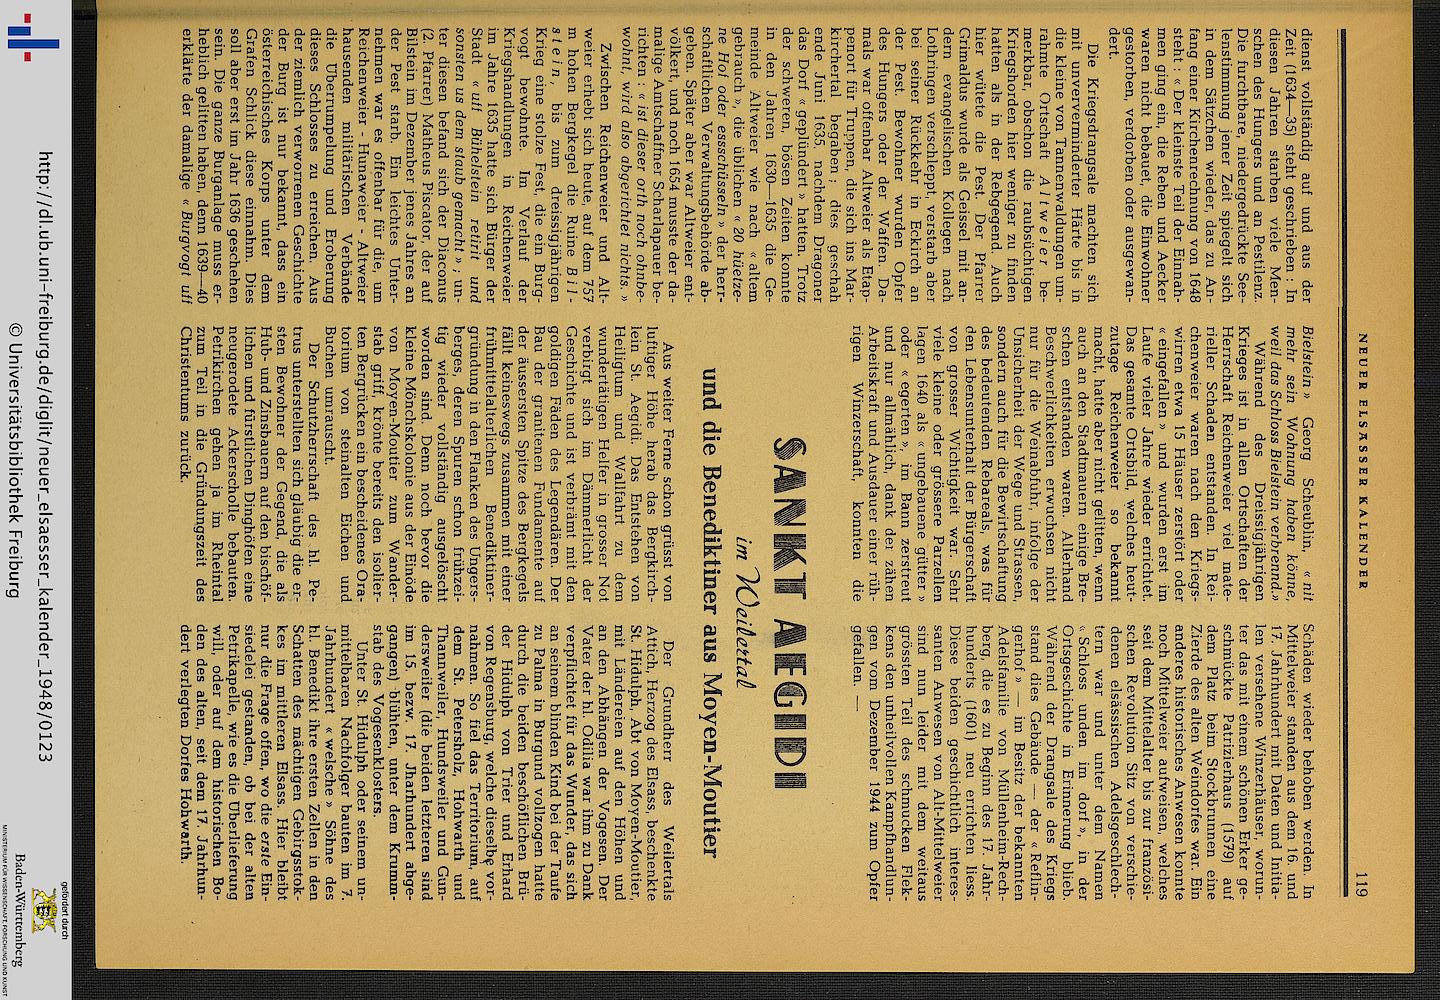 NEUER ELSÄSSER KALENDER 119
dienst vollständig auf und aus der
Zeit (1634—35) steht geschrieben : In
diesen Jahren starben viele Men-
schen des Hungers und an Pestilenz.
Die furchtbare, niedergedrückte See-
lenstimmung jener Zeit spiegelt sich
in dem Sätzchen wieder, das zu An-
fang einer Kirchenrechnung von 1648
steht : « Der kleinste Teil der Einnah-
men ging ein, die Reben und Aecker
waren nicht bebauet, die Einwohner
gestorben, verdorben oder ausgewan-
dert.
Die Kriegsdrangsale machten sich
mit unverminderter Härte bis in
die kleine von Tannenwaldungen um-
rahmte Ortschaft Altweier be-
merkbar, obschon die raubsüchtigen
Kriegshorden hier weniger zu finden
hatten als in der Rebgegend. Auch
hier wütete die Pest. Der Pfarrer
Grimaldus wurde als Geissel mit an-
dern evangelischen Kollegen nach
Lothringen verschleppt, verstarb aber
bei seiner Rückkehr in Eckirch an
der Pest. Bewohner wurden Opfer
des Hungers oder der Waffen. Da-
mals war offenbar Altweier als Etap-
penort für Truppen, die sich ins Mar-
kirchertal begaben ; dies geschah
ende Juni 1635, nachdem Dragoner
das Dorf « geplündert » hatten. Trotz
der schweren, bösen Zeiten konnte
in den Jahren 1630—1635 die Ge-
meinde Altweier wie nach « altem
gebrauch », die üblichen « 20 hüetze-
ne Hof oder essschüsseln » der herr-
schaftlichen Verwaltungsbehörde ab-
geben. Später aber war Altweier ent-
völkert, und noch 1654 musste der da-
malige Amtschaffner Scharlapauer be-
richten : « ist dieser orth noch ohnbe-
wohnt, wird also abgerichtet nichts. »
Zwischen Reichenweier und Alt-
weier erhebt sich heute, auf dem 757
m hohen Bergkegel die Ruine Bil-
stein, bis zum dreissigjährigen
Krieg eine stolze Fest, die ein Burg-
vogt bewohnte. Im Verlauf der
Kriegshandlungen in Reichenweier
im Jahre 1635 hatte sich Bürger der
Stadt « uff Bilhelstein retirit und
sonsten us dem staub gemacht » ; un-
ter diesen befand sich der Diaconus
(2. Pfarrer) Matheus Piscator, der auf
Bilstein im Dezember jenes Jahres an
der Pest starb. Ein leichtes Unter-
nehmen war es offenbar für die, um
Reichenweier - Hunaweier - Altweier
hausenden militärischen Verbände
die Überrumpelung und Eroberung
dieses Schlosses zu erreichen. Aus
der ziemlich verworrenen Geschichte
der Burg ist nur bekannt, dass ein
österreichisches Korps unter dem
Grafen Schlick diese einnahm. Dies
soll aber erst im Jahr 1636 geschehen
sein. Die ganze Burganlage muss er-
heblich gelitten haben, denn 1639—40
erklärte der damalige « Burgvogt uff
Bielstein » Georg Scheublin, « nit
mehr sein Wohnung haben könne,
weil das Schloss Bielstein verbrend.»
Während des Dreissigjährigen
Krieges ist in allen Ortschaften der
Herrschaft Reichenweier viel mate-
rieller Schaden entstanden. In Rei-
chenweier waren nach den Kriegs-
wirren etwa 15 Häuser zerstört oder
« eingefallen » und wurden erst im
Laufe vieler Jahre wieder errichtet.
Das gesamte Ortsbild, welches heut-
zutage Reichenweier so bekannt
macht, hatte aber nicht gelitten, wenn
auch an den Stadtmauern einige Bre-
schen entstanden waren. Allerhand
Beschwerlichkeiten erwuchsen nicht
nur für die Weinabfuhr, infolge der
Unsicherheit der Wege und Strassen,
sondern auch für die Bewirtschaftung
des bedeutenden Rebareals, was für
den Lebensunterhalt der Bürgerschaft
von grosser Wichtigkeit war. Sehr
viele kleine oder grössere Parzellen
lagen 1640 als « ungebauene gütter »
oder « egerten », im Bann zerstreut
und nur allmählich, dank der zähen
Arbeitskraft und Ausdauer einer rüh-
rigen Winzerschaft, konnten die
Schäden wieder behoben werden. In
Mittelweier standen aus dem 16. und
17. Jahrhundert mit Daten und Initia-
len versehene Winzerhäuser, worun-
ter das mit einem schönen Erker ge-
schmückte Patrizierhaus (1579) auf
dem Platz beim Stockbrunnen eine
Zierde des alten Weindorfes war. Ein
anderes historisches Anwesen konnte
noch Mittelweier aufweisen, welches
seit dem Mittelalter bis zur französi-
schen Revolution Sitz von verschie-
denen elsässischen Adelsgeschlech-
tern war und unter dem Namen
« Schloss unden im dorf », in der
Ortsgeschichte in Erinnerung blieb.
Während der Drangsale des Kriegs
stand dies Gebäude — der « Reflin-
gerhof » — im Besitz der bekannten
Adelsfamilie von Müllenheim-Rech-
berg, die es zu Beginn des 17. Jahr-
hunderts (1601) neu errichten liess.
Diese beiden geschichtlich interes-
santen Anwesen von Alt-Mittelweier
sind nun leider mit dem weitaus
grössten Teil des schmucken Flek-
kens den unheilvollen Kampfhandlun-
gen vom Dezember 1944 zum Opfer
gefallen. —
SANKT AEGIDI
im Weilertal
und die Benediktiner aus Moyen-Moutier
Aus weiter Ferne schon grüsst von
luftiger Höhe herab das Bergkirch-
lein St. Aegidi. Das Entstehen von
Heiligtum und Wallfahrt zu dem
wundertätigen Helfer in grosser Not
verbirgt sich im Dämmerlicht der
Geschichte und ist verbrämt mit den
goldigen Fäden des Legenden. Der
Bau der granitenen Fundamente auf
der äussersten Spitze des Bergkegels
fällt keineswegs zusammen mit einer
frühmittelalterlichen Benediktiner-
gründung in den Flanken des Ungers-
berges, deren Spuren schon frühzei-
tig wieder vollständig ausgelöscht
worden sind. Denn noch bevor die
kleine Mönchskolonie aus der Einöde
von Moyen-Moutier zum Wander-
stab griff, krönte bereits den isolier-
ten Bergrücken ein bescheidenes Ora-
torium von steinalten Eichen und
Buchen umrauscht.
Der Schutzherrschaft des hl. Pe-
trus unterstellten sich gläubig die er-
sten Bewohner der Gegend, die als
Hub- und Zinsbauern auf den bischöf-
lichen und fürstlichen Dinghöfen eine
neugerodete Ackerscholle bebauten.
Petrikirchen gehen ja im Rheintal
zum Teil in die Gründungszeit des
Christentums zurück.
Der Grundherr des Weilertals
Attich, Herzog des Elsass, beschenkte
St. Hidulph, Abt von Moyen-Moutier,
mit Ländereien auf den Höhen und
an den Abhängen der Vogesen. Der
Vater der hl. Odilia war ihm zu Dank
verpflichtet für das Wunder, das sich
an seinem blinden Kind bei der Taufe
zu Palma in Burgund vollzogen hatte
durch die beiden beschöflichen Brü-
der Hidulph von Trier und Erhard
von Regensburg, welche dieselbe vor-
nahmen. So fiel das Territorium, auf
dem St. Petersholz, Hohwarth und
Thannweiler, Hundsweiler und Gun-
dersweiler (die beiden letzteren sind
im 15. bezw. 17. Jharhundert abge-
gangen) blühten, unter dem Krumm-
stab des Vogesenklosters.
Unter St. Hidulph oder seinem un-
mittelbaren Nachfolger bauten im 7.
Jahrhundert « welsche » Söhne des
hl. Benedikt ihre ersten Zellen in den
Schatten des mächtigen Gebirgsstok-
kes im mittleren Elsass. Hier bleibt
nur die Frage offen, wo die erste Ein-
siedelei gestanden, ob bei der alten
Petrikapelle, wie es die Überlieferung
will, oder auf dem historischen Bo-
den des alten, seit dem 17. Jahrhun-
dert verlegten Dorfes Hohwarth.
http://dl.ub.uni-freiburg.de/diglit/neuer_elsaesser_kalender_1948/0123
© Universitätsbibliothek Freiburg
gefördert durch
Baden-Württemberg
MINISTERIUM FÜR WISSENSCHAFT, FORSCHUNG UND KUNST